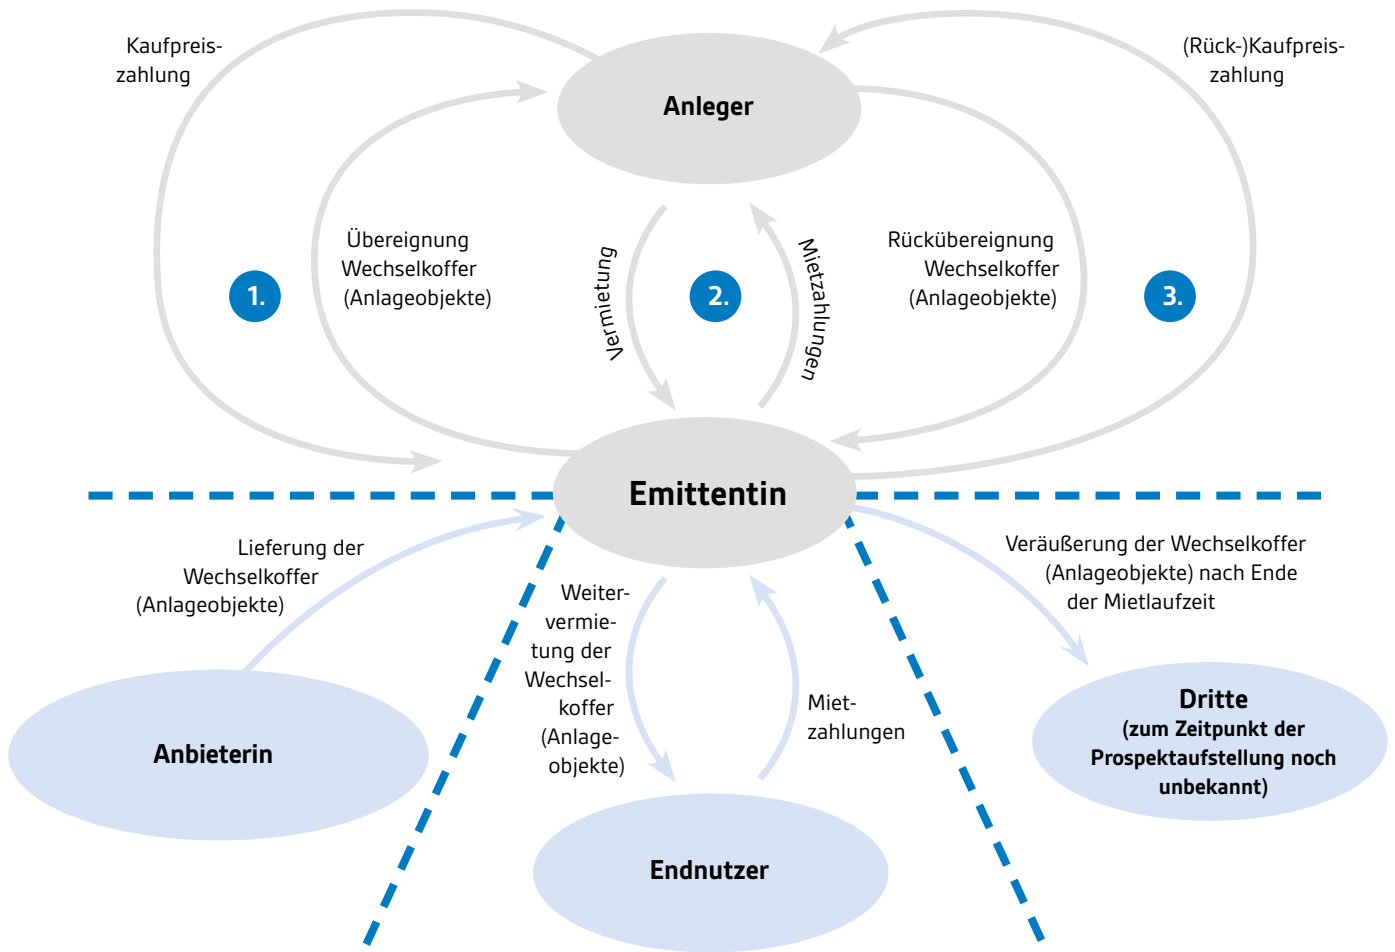 Kaufpreis-
zahlung
(Rück-)Kaufpreis-
zahlung
Anleger
Übereignung
Wechselkoffer
(Anlageobjekte)
1.
Vermietung
2.
Mietzahlungen
Rückübereignung
Wechselkoffer
(Anlageobjekte)
3.
Emittentin
Lieferung der
Wechselkoffer
(Anlageobjekte)
Weiter-
vermie-
tung der
Wechsel-
koffer
(Anlage-
objekte)
Miet-
zahlungen
Veräußerung der Wechselkoffer
(Anlageobjekte) nach Ende
der Mietlaufzeit
Anbieterin
Endnutzer
Dritte
(zum Zeitpunkt der
Prospektaufstellung noch
unbekannt)